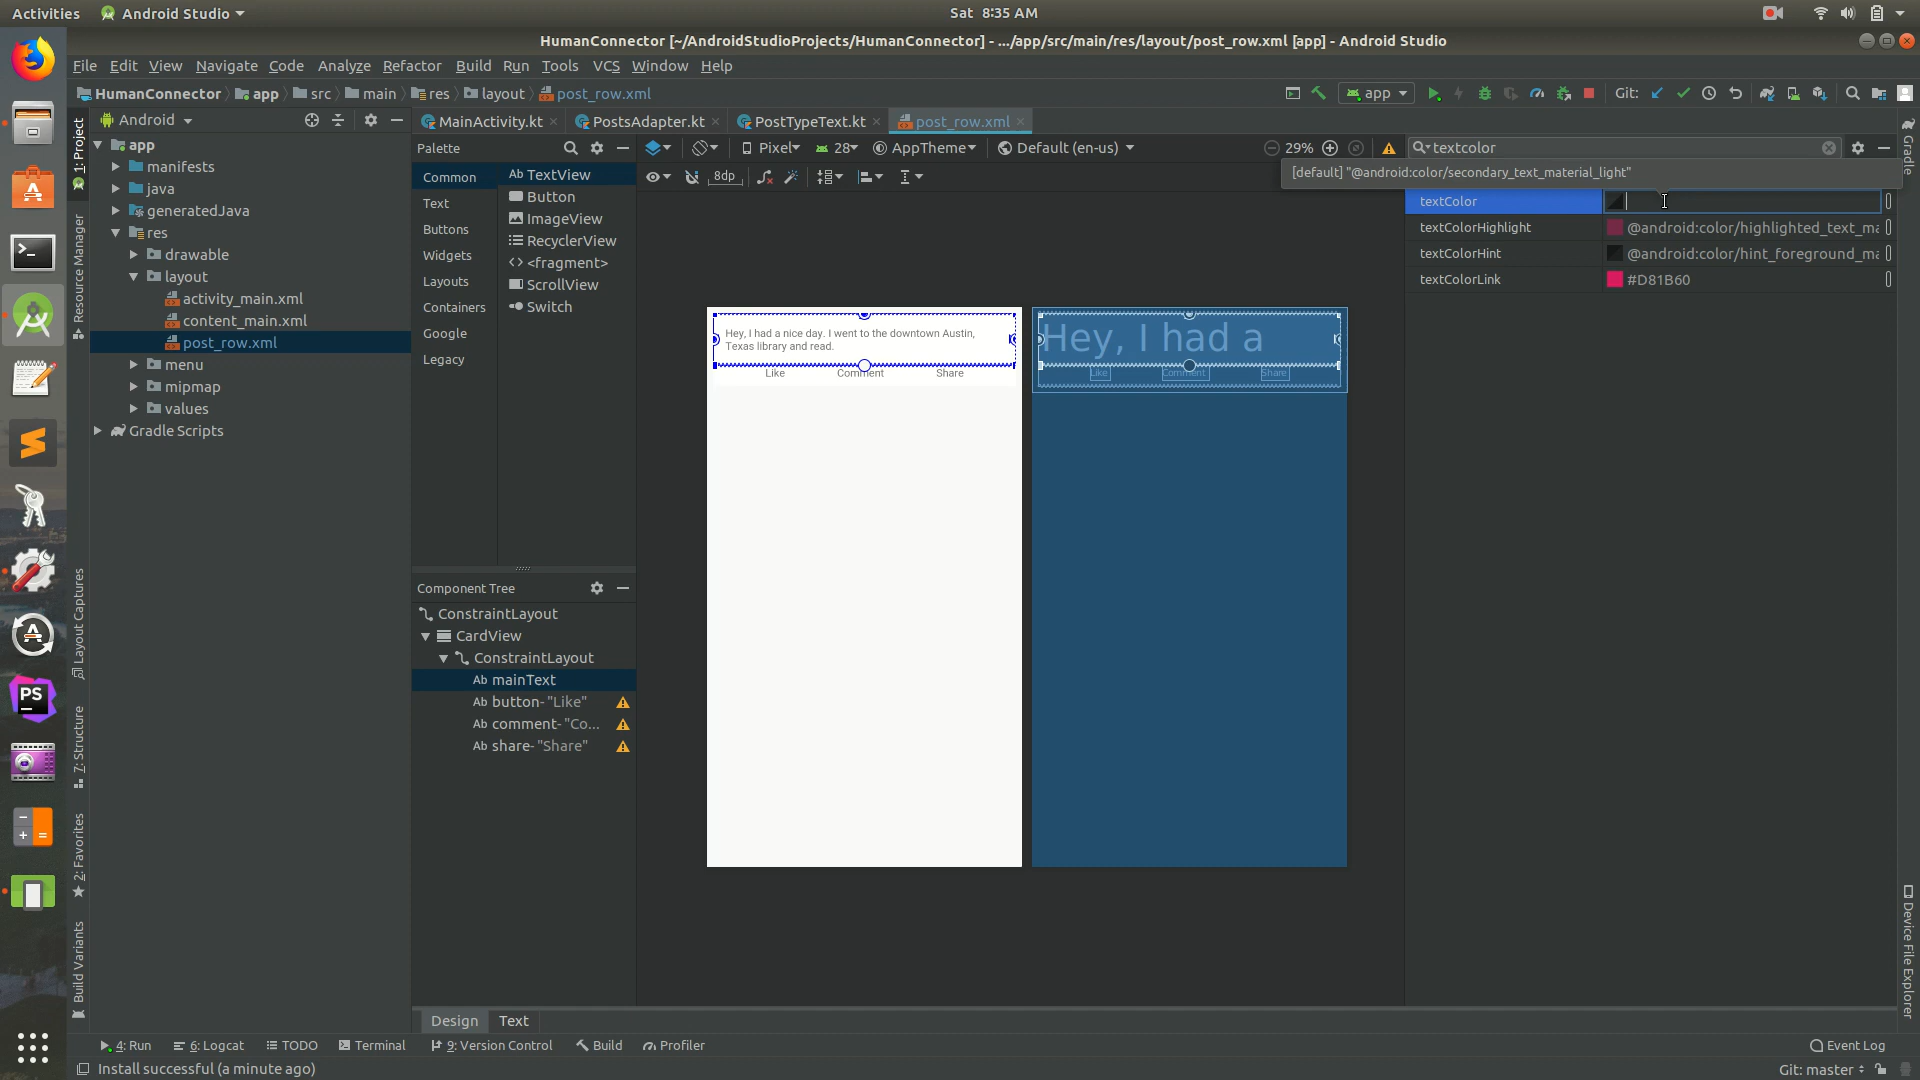 Activities
Android Studio
Sat 8:35 AM
HumanConnector [~/AndroidStudioProjects/HumanConnector] - .../app/src/main/res/layout/post_row.xml [app] - Android Studio
File Edit View Navigate Code Analyze Refactor Build Run Tools VCS Window Help
HumanConnector app src main res layout post_row.xml
app
Git:
1: Project
Resource Manager
Layout Captures
7: Structure
2: Favorites
Build Variants
Android
app
manifests
java
generatedJava
res
drawable
layout
activity_main.xml
content_main.xml
post_row.xml
menu
mipmap
values
Gradle Scripts
MainActivity.kt PostsAdapter.kt PostTypeText.kt post_row.xml
Palette
Common
Text
Buttons
Widgets
Layouts
Containers
Google
Legacy
Ab TextView
Button
ImageView
RecyclerView
<> <fragment>
ScrollView
Switch
Component Tree
ConstraintLayout
CardView
ConstraintLayout
Ab mainText
Ab button- "Like"
Ab comment- "Co...
Ab share- "Share"
Pixel 28 AppTheme Default (en-us)
29%
8dp
Hey, I had a nice day. I went to the downtown Austin,
Texas library and read.
Like Comment Share
Hey, I had a
Like Comment Share
textcolor
[default] "@android:color/secondary_text_material_light"
textColor
textColorHighlight @android:color/highlighted_text_ma
textColorHint @android:color/hint_foreground_ma
textColorLink #D81B60
Gradle
Device File Explorer
PS
Design Text
4: Run 6: Logcat TODO Terminal 9: Version Control Build Profiler
Event Log
Install successful (a minute ago)
Git: master